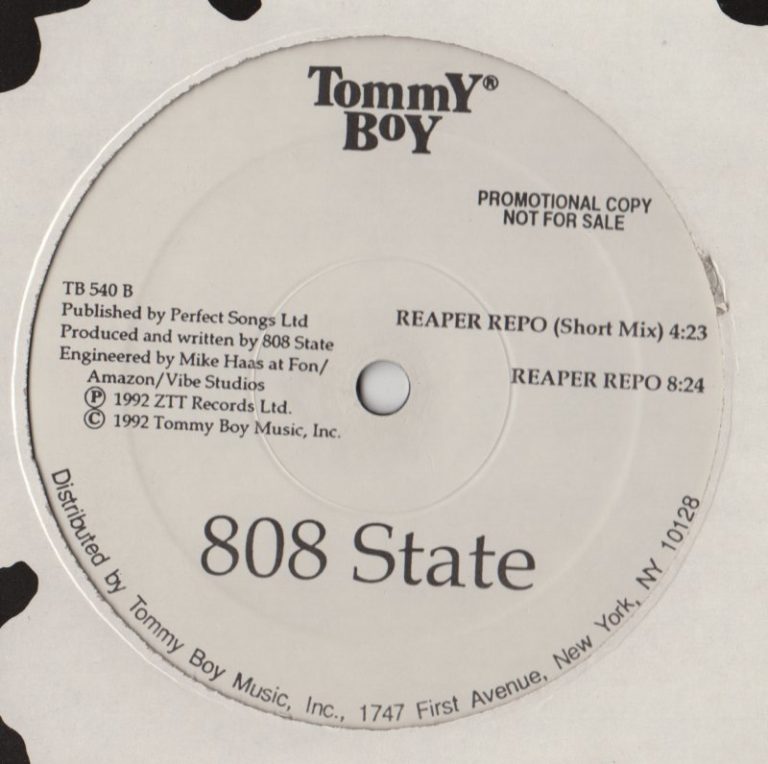 TommY®
BoY
PROMOTIONAL COPY
NOT FOR SALE
TB 540 B
Published by Perfect Songs Ltd
Produced and written by 808 State
Engineered by Mike Haas at Fon/
Amazon/Vibe Studios
Ⓟ 1992 ZTT Records Ltd.
© 1992 Tommy Boy Music, Inc.
REAPER REPO (Short Mix) 4:23
REAPER REPO 8:24
808 State
Distributed by Tommy Boy Music, Inc., 1747 First Avenue, New York, NY 10128